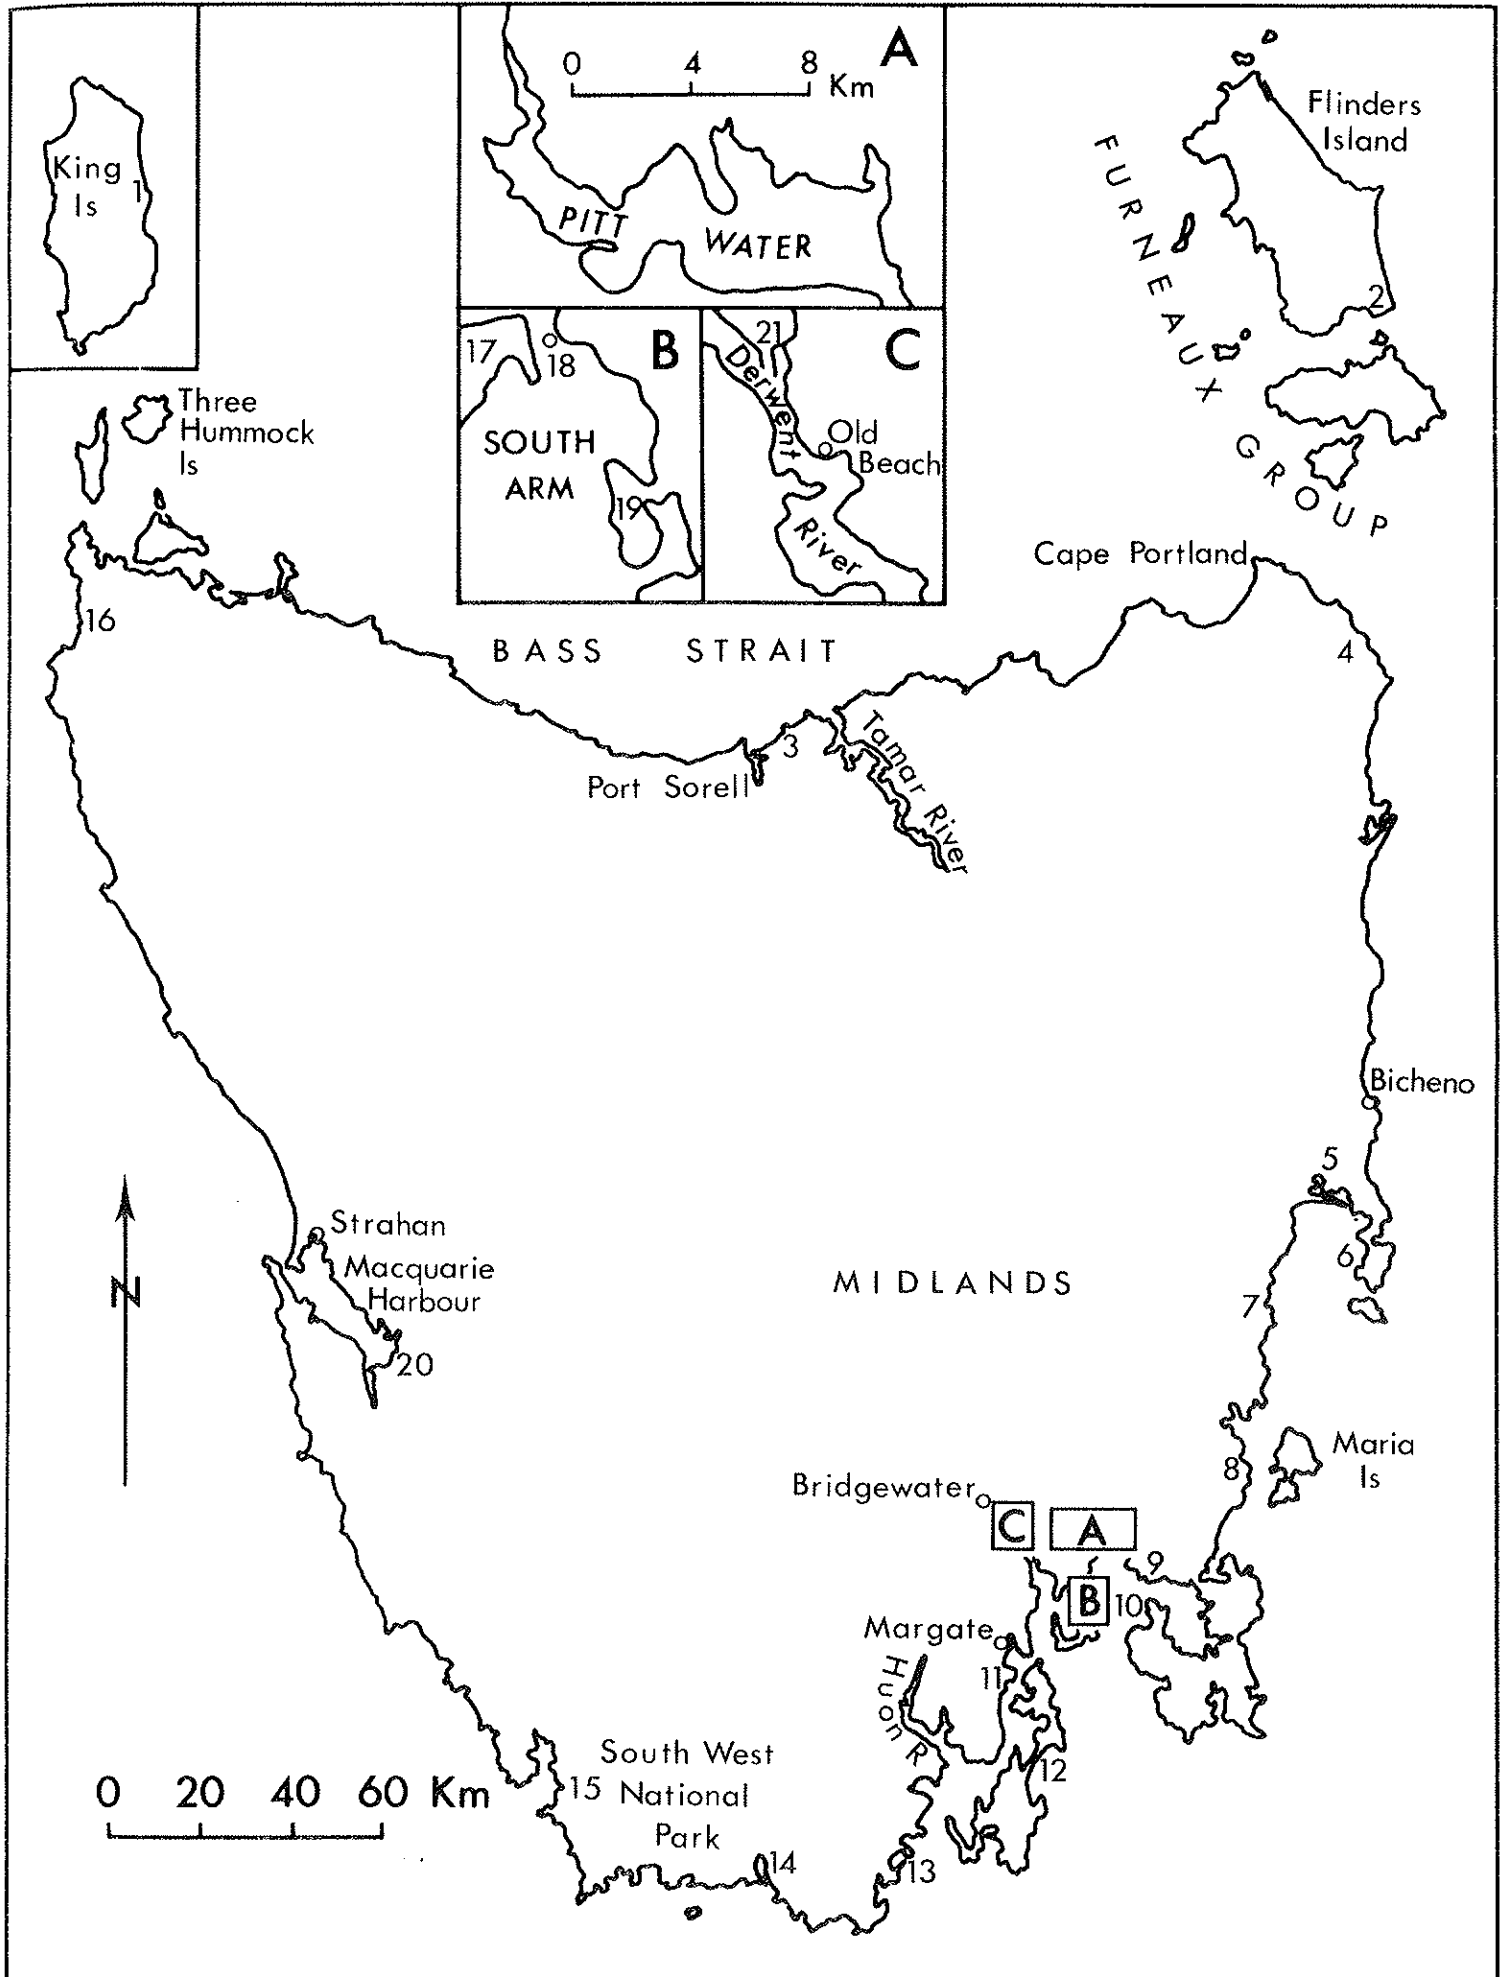 A
0 4 8 Km
PITT WATER
King
Is
1
Flinders
Island
2
FURNEAUX GROUP
B
17
18
SOUTH
ARM
19
C
21
Derwent
River
Old
Beach
Three
Hummock
Is
Cape Portland
16
BASS STRAIT
4
3
Tamar River
Port Sorell
Bicheno
5
6
7
Strahan
Macquarie
Harbour
20
MIDLANDS
N
Maria
Is
8
Bridgewater
C
A
9
B
10
Margate
11
Huon R
12
South West
National
Park
15
0 20 40 60 Km
14
13